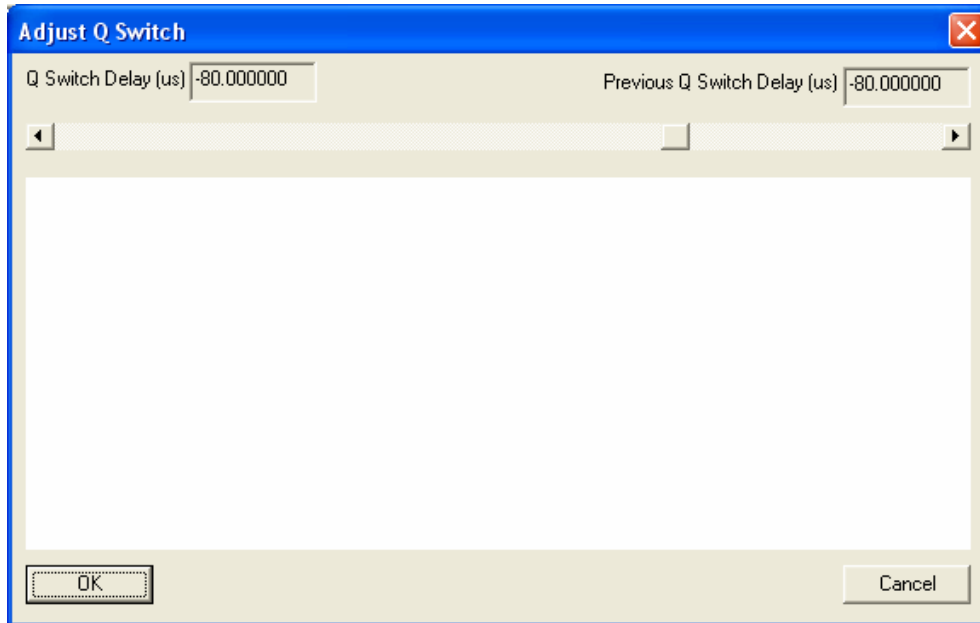 Adjust Q Switch
Q Switch Delay (us) -80.000000 Previous Q Switch Delay (us) -80.000000
OK Cancel